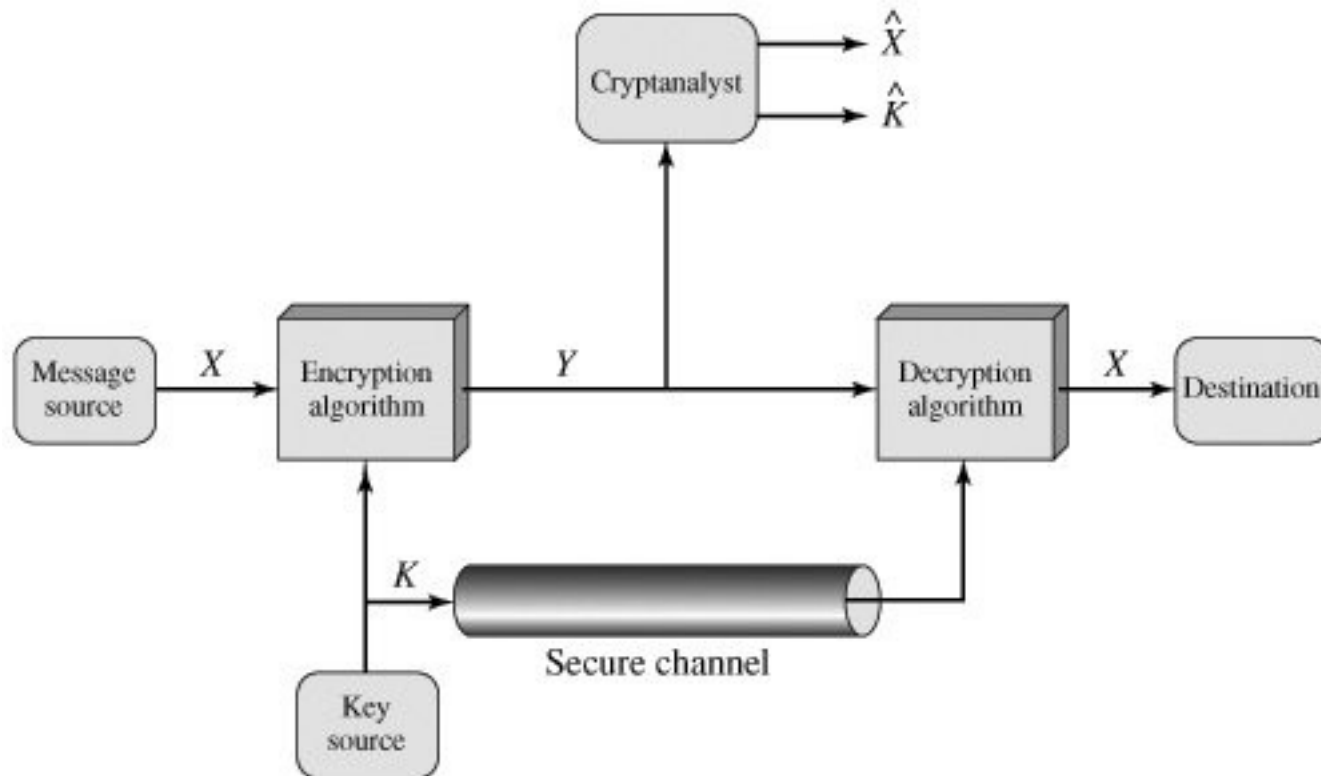 Cryptanalyst
X̂
K̂
Message
source
X
Encryption
algorithm
Y
Decryption
algorithm
X
Destination
K
Secure channel
Key
source